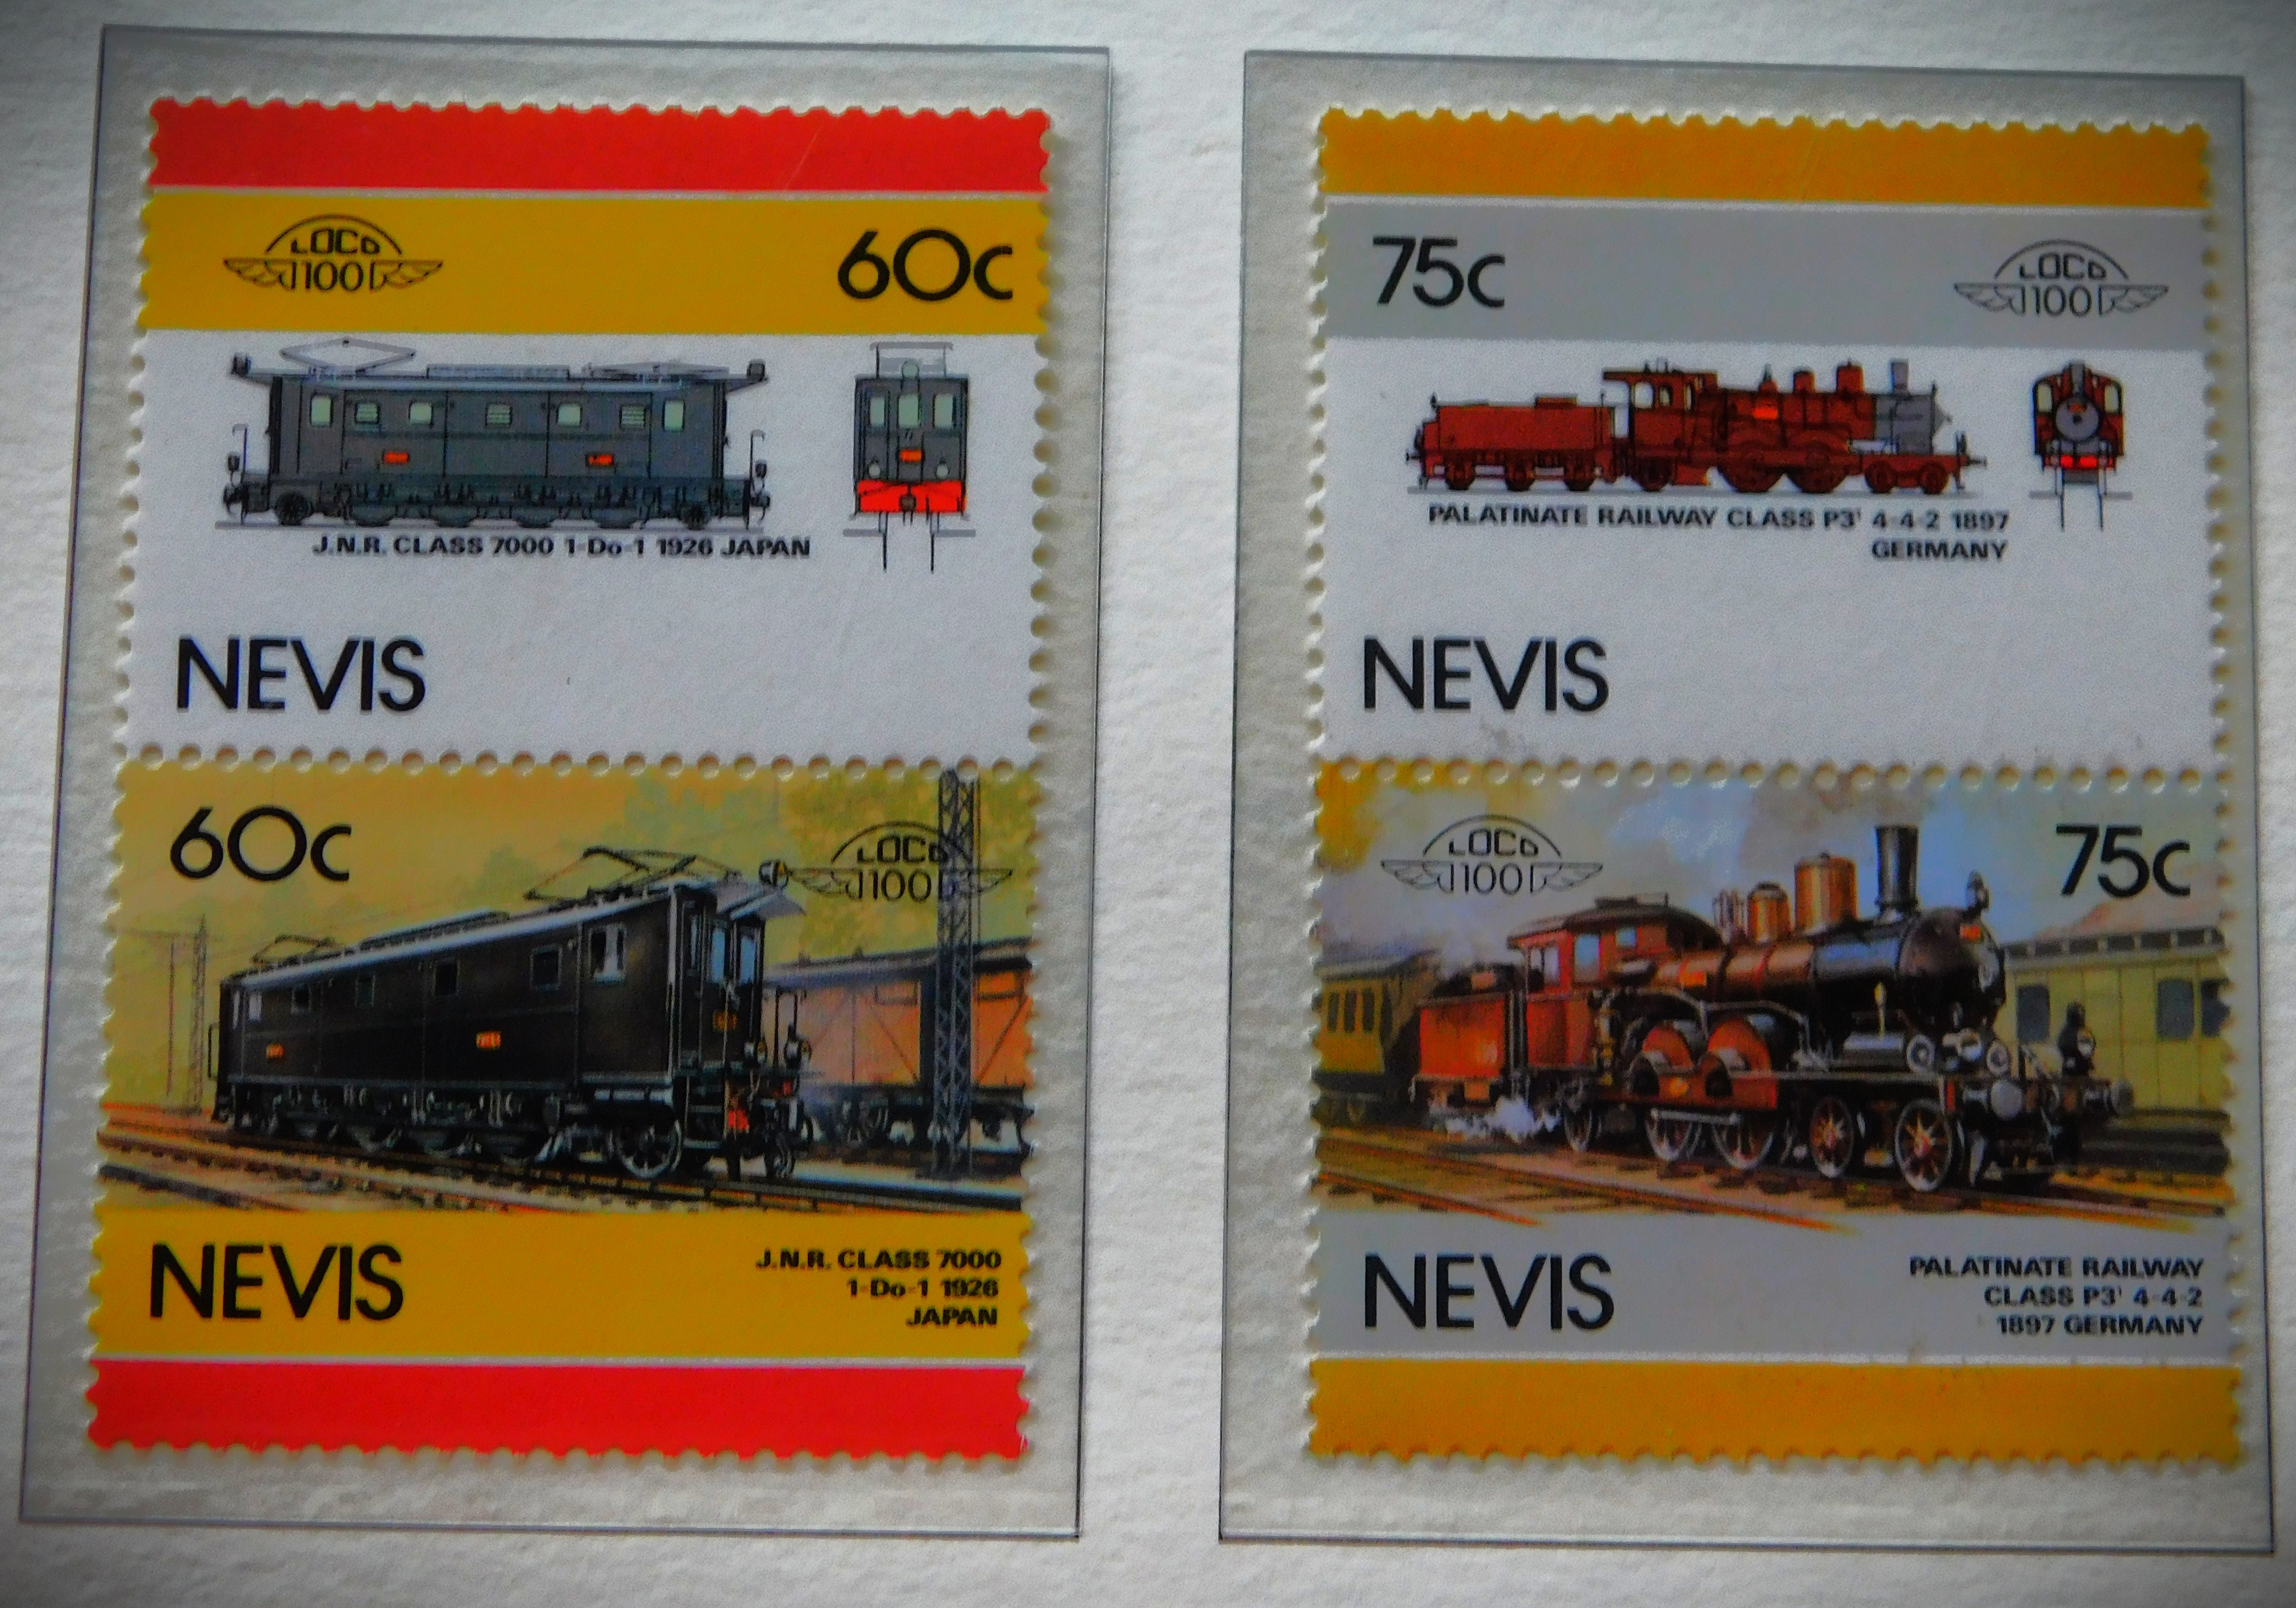 LOCO
100
60c
J.N.R. CLASS 7000 1-Do-1 1926 JAPAN
NEVIS
60c
LOCO
100
NEVIS
J.N.R. CLASS 7000
1-Do-1 1926
JAPAN
75c
LOCO
100
PALATINATE RAILWAY CLASS P3' 4-4-2 1897
GERMANY
NEVIS
LOCO
100
75c
NEVIS
PALATINATE RAILWAY
CLASS P3' 4-4-2
1897 GERMANY